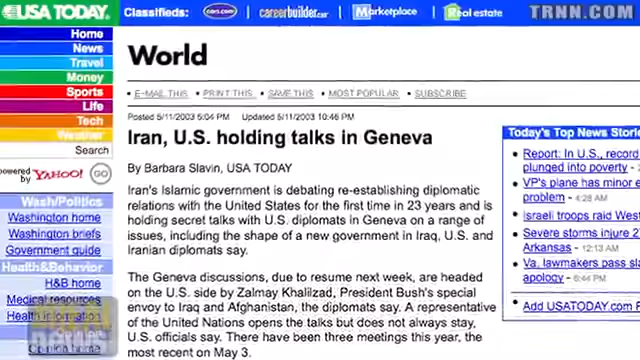 USA TODAY
Classifieds: cars.com careerbuilder.com Marketplace Real estate
TRNN.COM
Home
News
Travel
Money
Sports
Life
Tech
Weather
Search
powered by YAHOO! GO
Wash/Politics
Washington home
Washington briefs
Government guide
Health&Behavior
H&B home
Medical resources
Health information
Opinion
Opinion home
World
E-MAIL THIS • PRINT THIS • SAVE THIS • MOST POPULAR • SUBSCRIBE
Posted 5/11/2003 5:04 PM Updated 5/11/2003 10:46 PM
Iran, U.S. holding talks in Geneva
By Barbara Slavin, USA TODAY
Iran's Islamic government is debating re-establishing diplomatic
relations with the United States for the first time in 23 years and is
holding secret talks with U.S. diplomats in Geneva on a range of
issues, including the shape of a new government in Iraq, U.S. and
Iranian diplomats say.
The Geneva discussions, due to resume next week, are headed
on the U.S. side by Zalmay Khalilzad, President Bush's special
envoy to Iraq and Afghanistan, the diplomats say. A representative
of the United Nations opens the talks but does not always stay,
U.S. officials say. There have been three meetings this year, the
most recent on May 3.
Today's Top News Storie
• Report: In U.S., record
plunged into poverty -
• VP's plane has minor e
problem - 4:28 AM
• Israeli troops raid West
• Severe storms injure 27
Arkansas - 12:13 AM
• Va. lawmakers pass sla
apology - 6:44 PM
• Add USATODAY.com F